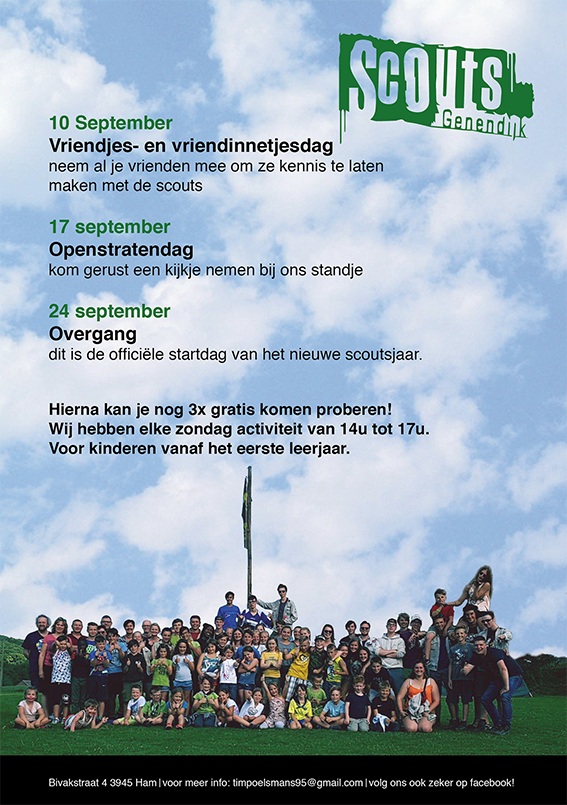 Scouts
Genendijk
10 September
Vriendjes- en vriendinnetjesdag
neem al je vrienden mee om ze kennis te laten
maken met de scouts
17 september
Openstratendag
kom gerust een kijkje nemen bij ons standje
24 september
Overgang
dit is de officiële startdag van het nieuwe scoutsjaar.
Hierna kan je nog 3x gratis komen proberen!
Wij hebben elke zondag activiteit van 14u tot 17u.
Voor kinderen vanaf het eerste leerjaar.
Bivakstraat 4 3945 Ham|voor meer info: timpoelsmans95@gmail.com|volg ons ook zeker op facebook!